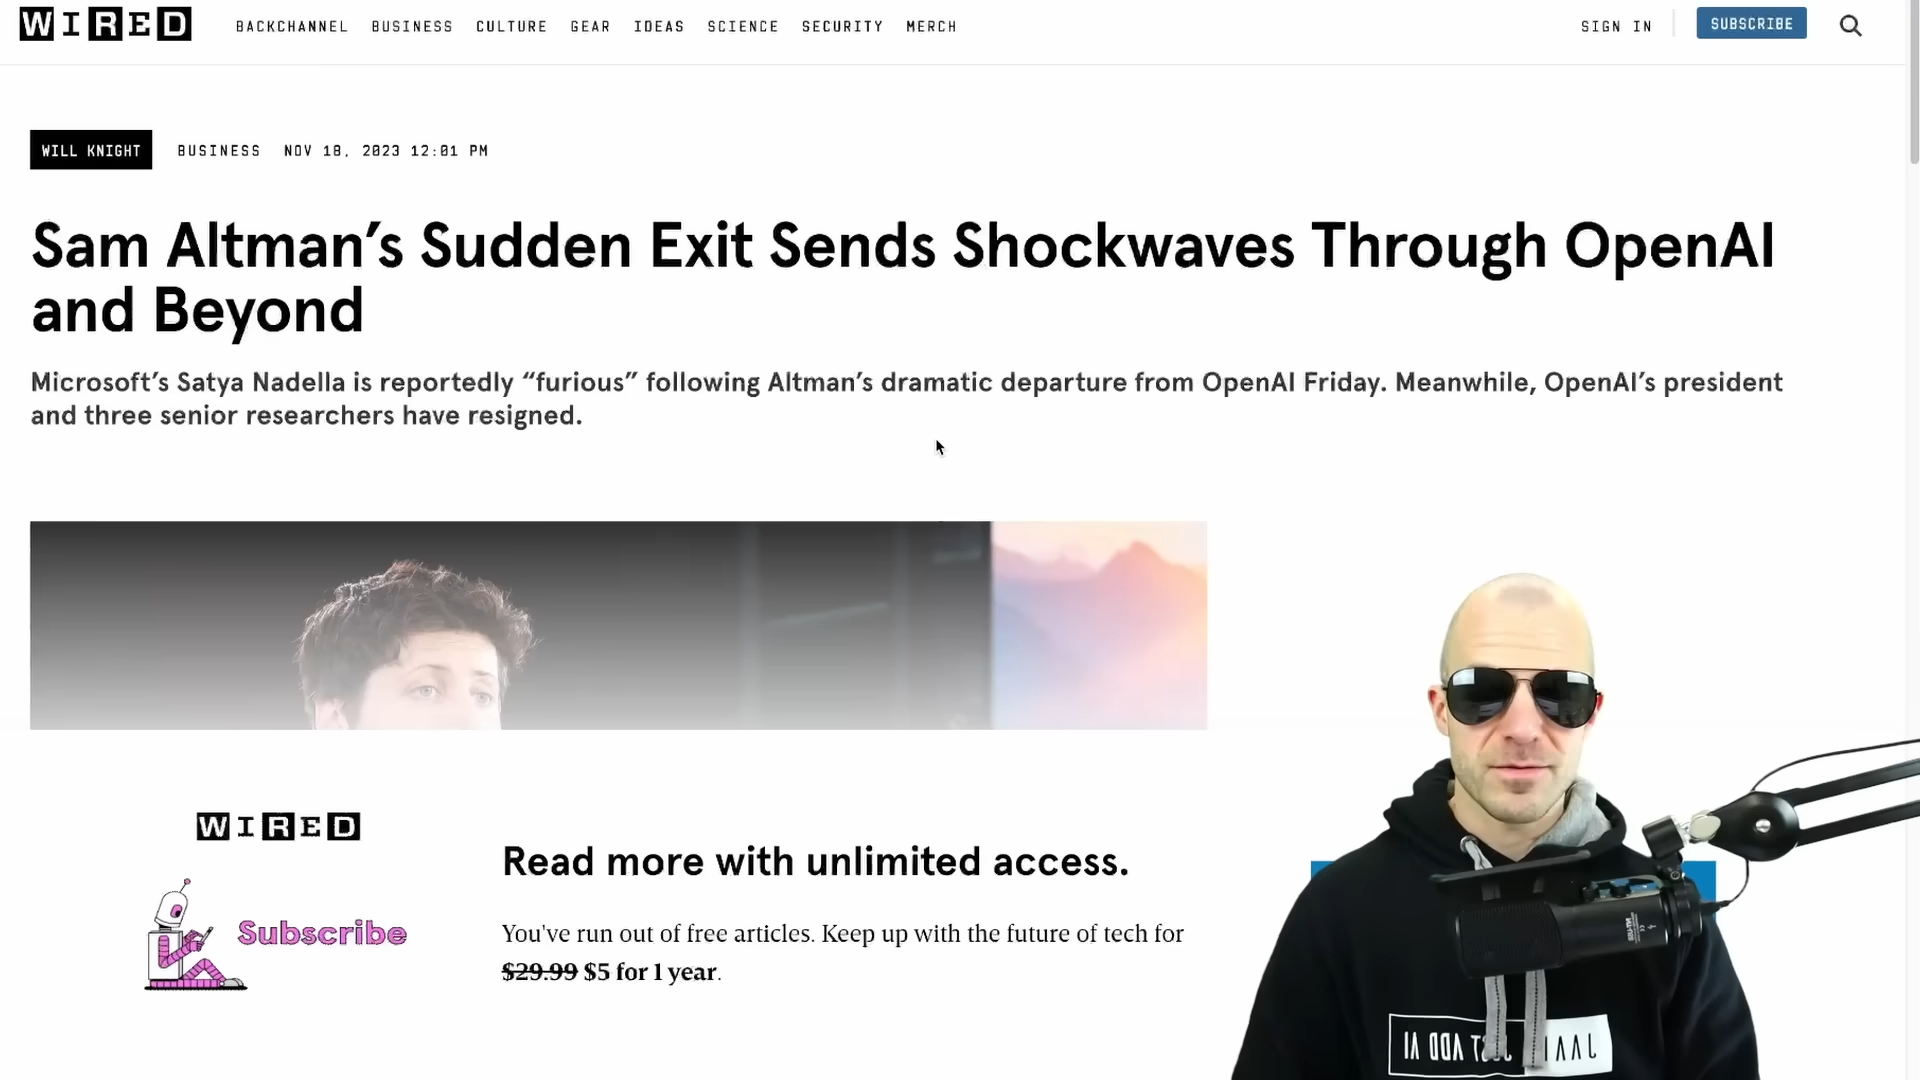 WIRED
BACKCHANNEL BUSINESS CULTURE GEAR IDEAS SCIENCE SECURITY MERCH
SIGN IN
SUBSCRIBE
WILL KNIGHT
BUSINESS
NOV 18, 2023 12:01 PM
Sam Altman’s Sudden Exit Sends Shockwaves Through OpenAI
and Beyond
Microsoft’s Satya Nadella is reportedly “furious” following Altman’s dramatic departure from OpenAI Friday. Meanwhile, OpenAI’s president
and three senior researchers have resigned.
WIRED
Subscribe
Read more with unlimited access.
You've run out of free articles. Keep up with the future of tech for
$29.99 $5 for 1 year.